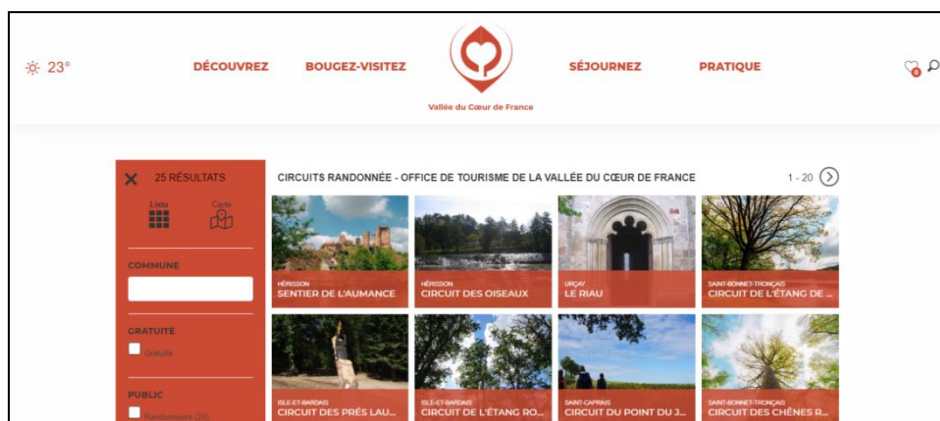 23°
DÉCOUVREZ
BOUGEZ-VISITEZ
SÉJOURNEZ
PRATIQUE
0
Vallée du Cœur de France
25 RÉSULTATS
Liste
Carte
COMMUNE
GRATUITÉ
Gratuité
PUBLIC
Randonneurs (25)
CIRCUITS RANDONNÉE - OFFICE DE TOURISME DE LA VALLÉE DU CŒUR DE FRANCE
1 - 20
HÉRISSON
SENTIER DE L'AUMANCE
HÉRISSON
CIRCUIT DES OISEAUX
URÇAY
LE RIAU
SAINT-BONNET-TRONÇAIS
CIRCUIT DE L'ÉTANG DE ...
ISLE-ET-BARDAIS
CIRCUIT DES PRÉS LAU...
ISLE-ET-BARDAIS
CIRCUIT DE L'ÉTANG RO...
SAINT-CAPRAIS
CIRCUIT DU POINT DU J...
SAINT-BONNET-TRONÇAIS
CIRCUIT DES CHÊNES R...